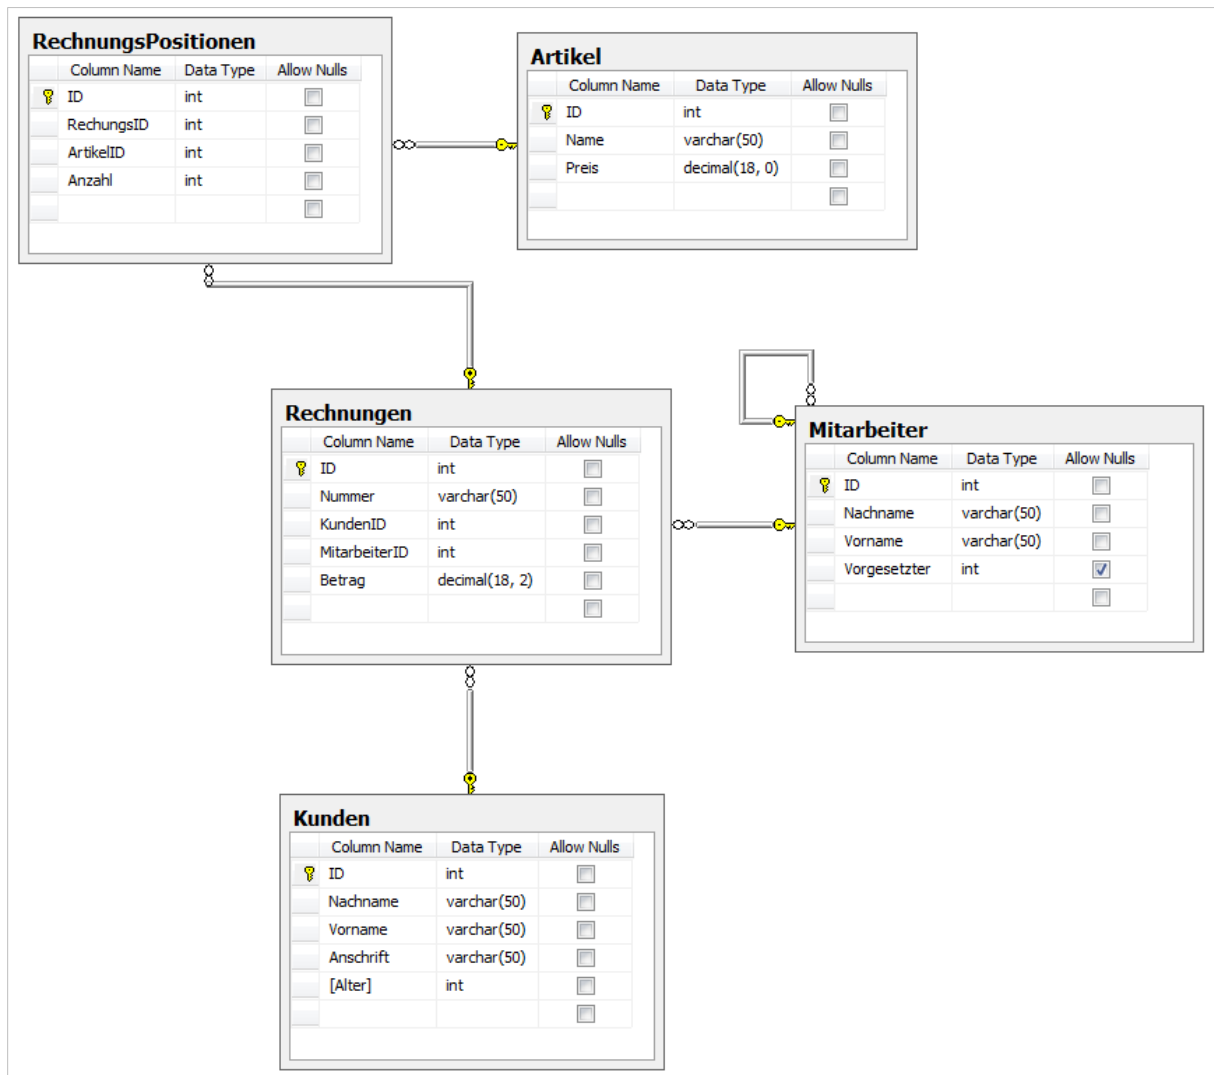 RechnungsPositionen
Column Name Data Type Allow Nulls
ID int
RechungsID int
ArtikelID int
Anzahl int
Artikel
Column Name Data Type Allow Nulls
ID int
Name varchar(50)
Preis decimal(18, 0)
Rechnungen
Column Name Data Type Allow Nulls
ID int
Nummer varchar(50)
KundenID int
MitarbeiterID int
Betrag decimal(18, 2)
Mitarbeiter
Column Name Data Type Allow Nulls
ID int
Nachname varchar(50)
Vorname varchar(50)
Vorgesetzter int
Kunden
Column Name Data Type Allow Nulls
ID int
Nachname varchar(50)
Vorname varchar(50)
Anschrift varchar(50)
[Alter] int